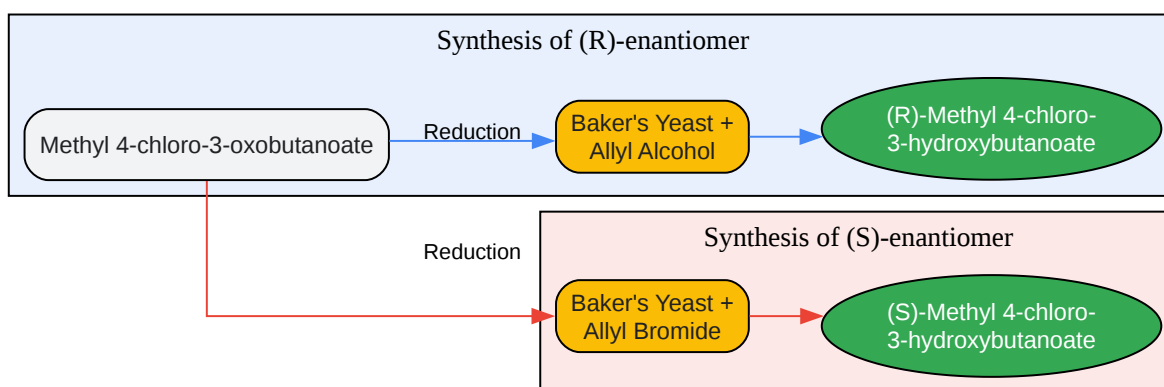 Synthesis of (R)-enantiomer
Methyl 4-chloro-3-oxobutanoate
Reduction
Baker's Yeast +
Allyl Alcohol
(R)-Methyl 4-chloro-
3-hydroxybutanoate
Reduction
Synthesis of (S)-enantiomer
Baker's Yeast +
Allyl Bromide
(S)-Methyl 4-chloro-
3-hydroxybutanoate